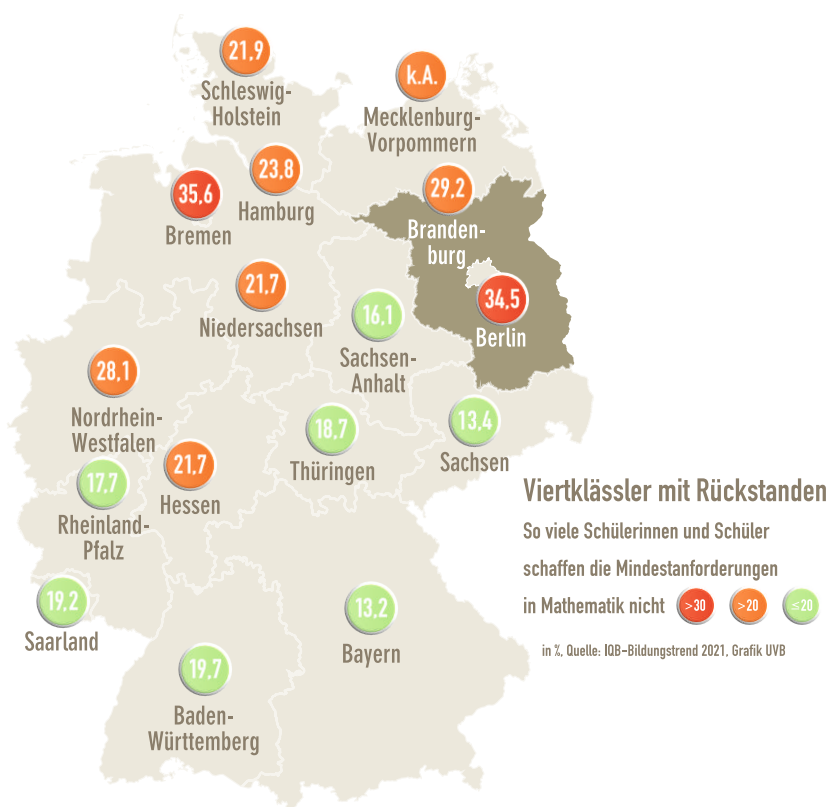 21,9
Schleswig-
Holstein
k.A.
Mecklenburg-
Vorpommern
23,8
Hamburg
35,6
Bremen
29,2
Branden-
burg
21,7
Niedersachsen
16,1
Sachsen-
Anhalt
34,5
Berlin
28,1
Nordrhein-
Westfalen
18,7
Thüringen
13,4
Sachsen
21,7
Hessen
17,7
Rheinland-
Pfalz
19,2
Saarland
13,2
Bayern
19,7
Baden-
Württemberg
Viertklässler mit Rückstanden
So viele Schülerinnen und Schüler
schaffen die Mindestanforderungen
in Mathematik nicht >30 >20 ≤20
in %, Quelle: IQB-Bildungstrend 2021, Grafik UVB